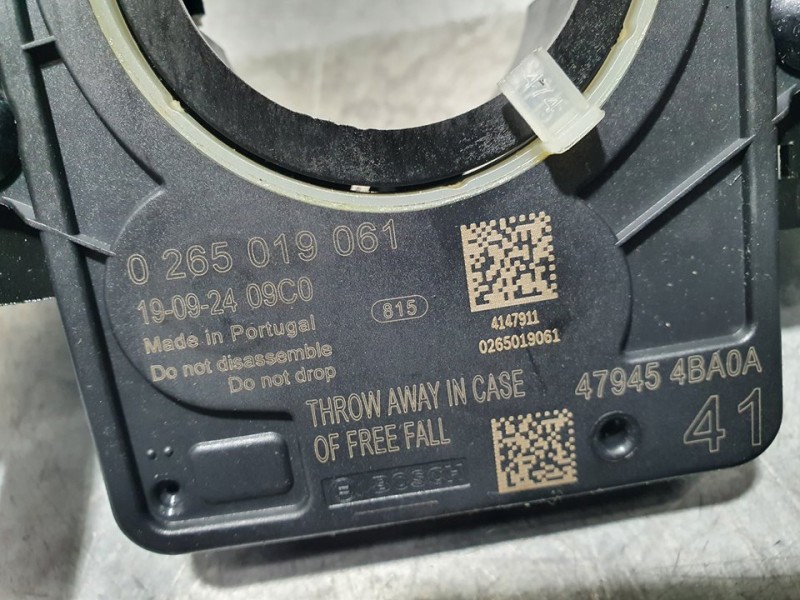 0 265 019 061
19-09-24 09C0
Made in Portugal
Do not disassemble
Do not drop
815
4147911
0265019061
THROW AWAY IN CASE
OF FREE FALL
47945 4BA0A
41
BOSCH